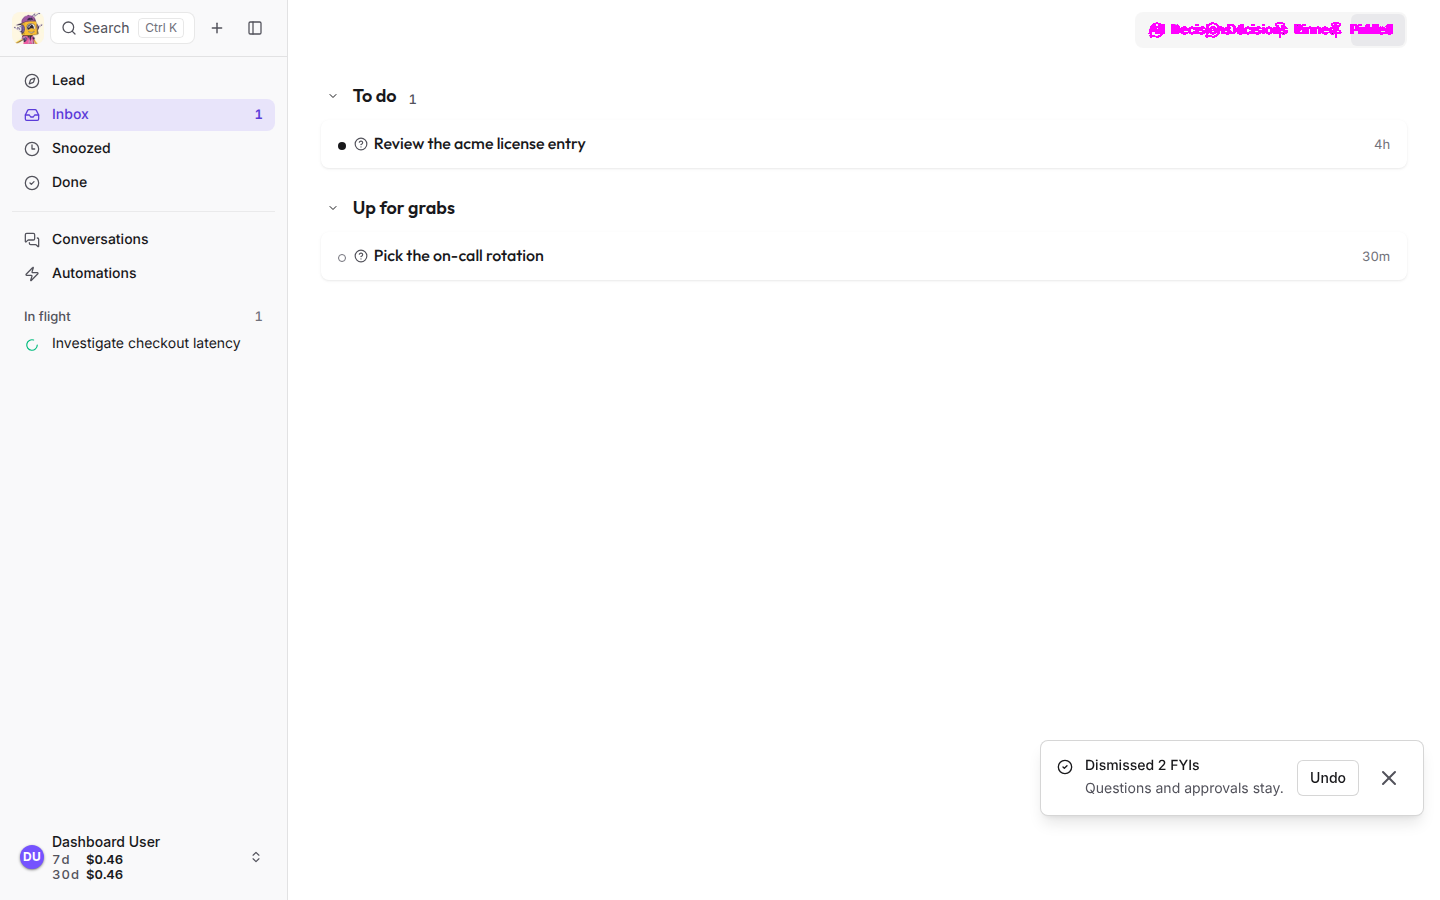 Search Ctrl K
Lead
Inbox 1
Snoozed
Done
Conversations
Automations
In flight 1
Investigate checkout latency
Dashboard User
7d $0.46
30d $0.46
DU
To do 1
Review the acme license entry 4h
Up for grabs
Pick the on-call rotation 30m
Dismissed 2 FYIs
Questions and approvals stay.
Undo